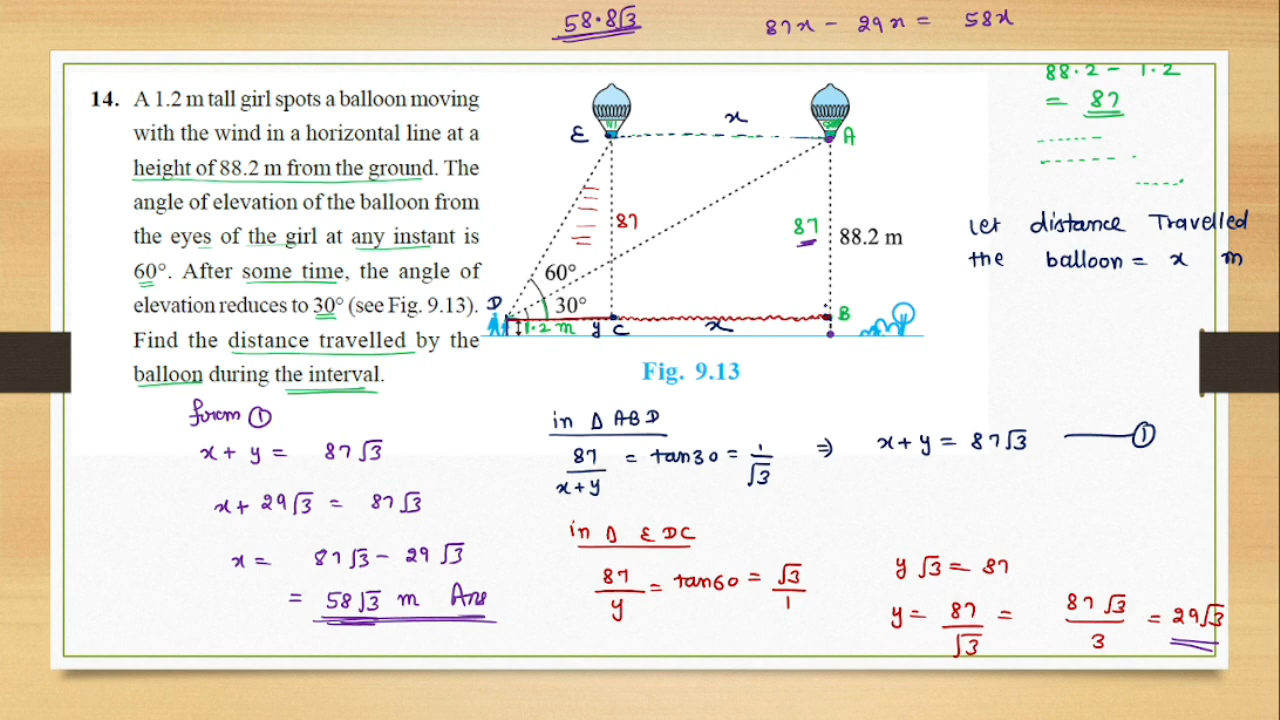 58.8√3
87x - 29x = 58x
88.2 - 1.2
= 87
14. A 1.2 m tall girl spots a balloon moving
with the wind in a horizontal line at a
height of 88.2 m from the ground. The
angle of elevation of the balloon from
the eyes of the girl at any instant is
60°. After some time, the angle of
elevation reduces to 30° (see Fig. 9.13).
Find the distance travelled by the
balloon during the interval.
E
x
A
87
87
88.2 m
60°
30°
D
1.2 m
y
C
x
B
Fig. 9.13
Let distance Travelled
the balloon = x m
from ①
x + y = 87√3
x + 29√3 = 87√3
x = 87√3 - 29√3
= 58√3 m Ans
in Δ ABD
87/x+y = tan30 = 1/√3 ⇒ x+y = 87√3 — ①
in Δ EDC
87/y = tan60 = √3/1
y√3 = 87
y = 87/√3 = 87√3/3 = 29√3